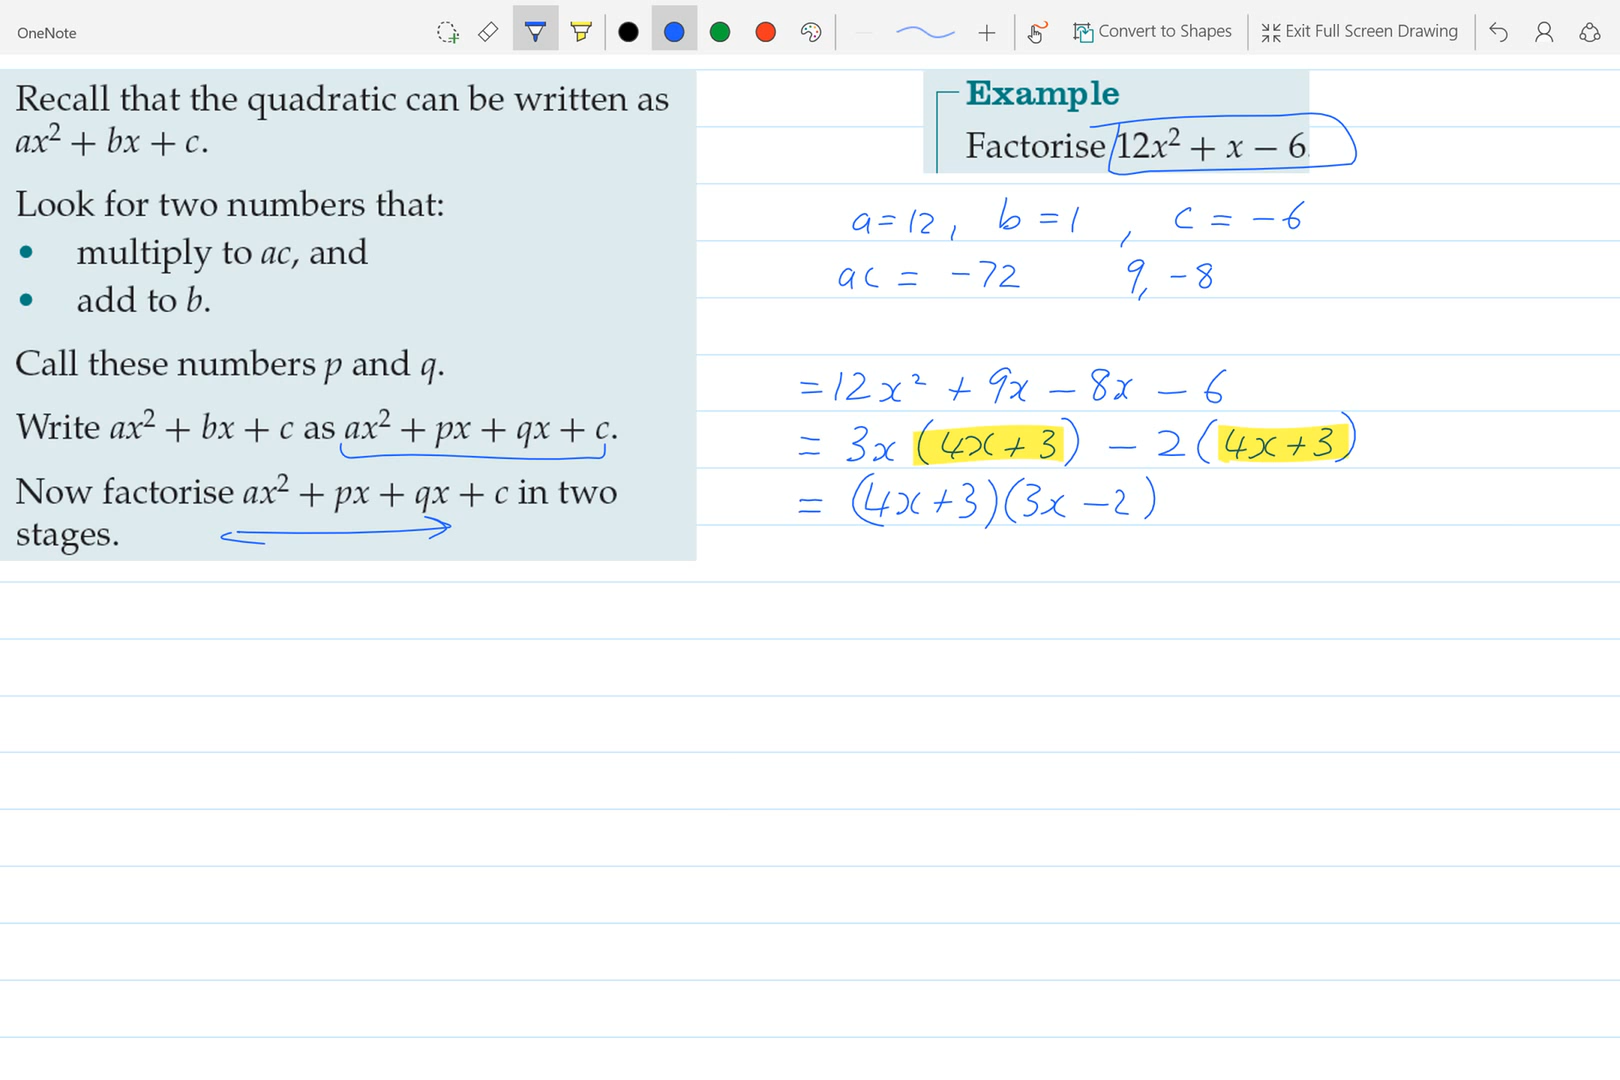 OneNote
Convert to Shapes
Exit Full Screen Drawing
Recall that the quadratic can be written as
ax² + bx + c.
Look for two numbers that:
• multiply to ac, and
• add to b.
Call these numbers p and q.
Write ax² + bx + c as ax² + px + qx + c.
Now factorise ax² + px + qx + c in two
stages.
Example
Factorise 12x² + x − 6.
a = 12, b = 1, c = −6
ac = −72 9, −8
= 12x² + 9x − 8x − 6
= 3x (4x + 3) − 2 (4x + 3)
= (4x + 3)(3x − 2)